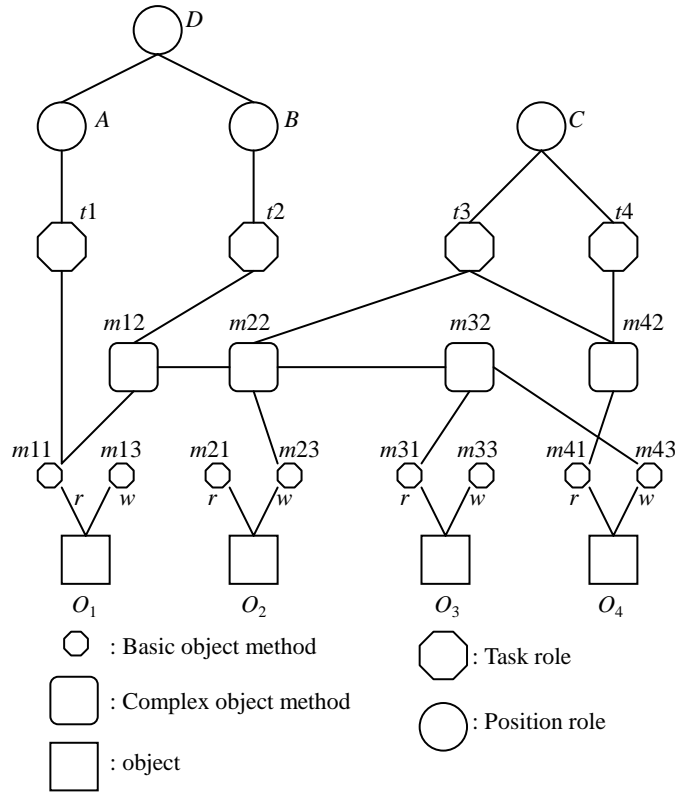 D
A
B
C
t1
t2
t3
t4
m12
m22
m32
m42
m11
m13
m21
m23
m31
m33
m41
m43
r
w
r
w
r
w
r
w
O1
O2
O3
O4
: Basic object method
: Task role
: Complex object method
: Position role
: object